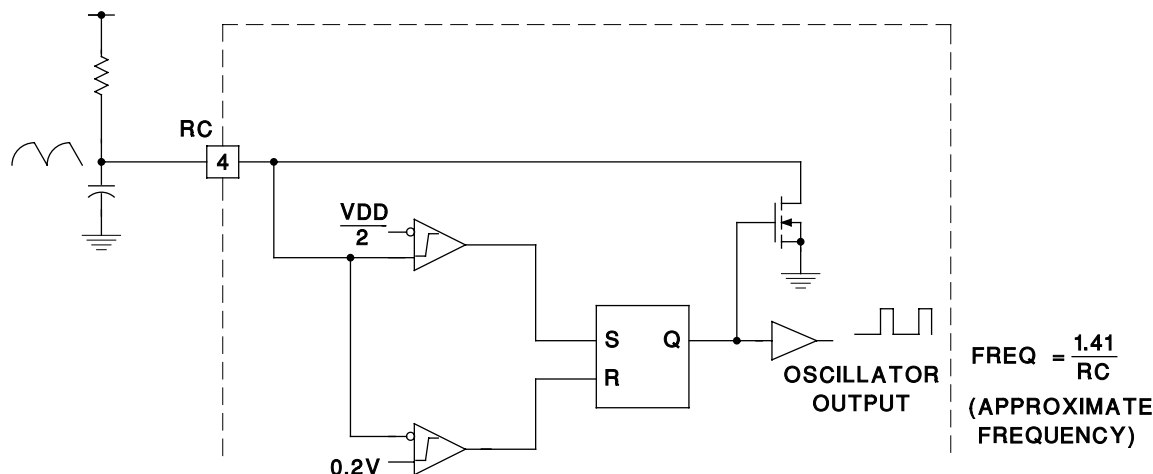 RC
4
VDD
2
S
Q
R
OSCILLATOR
OUTPUT
0.2V
FREQ = 1.41
RC
(APPROXIMATE
FREQUENCY)